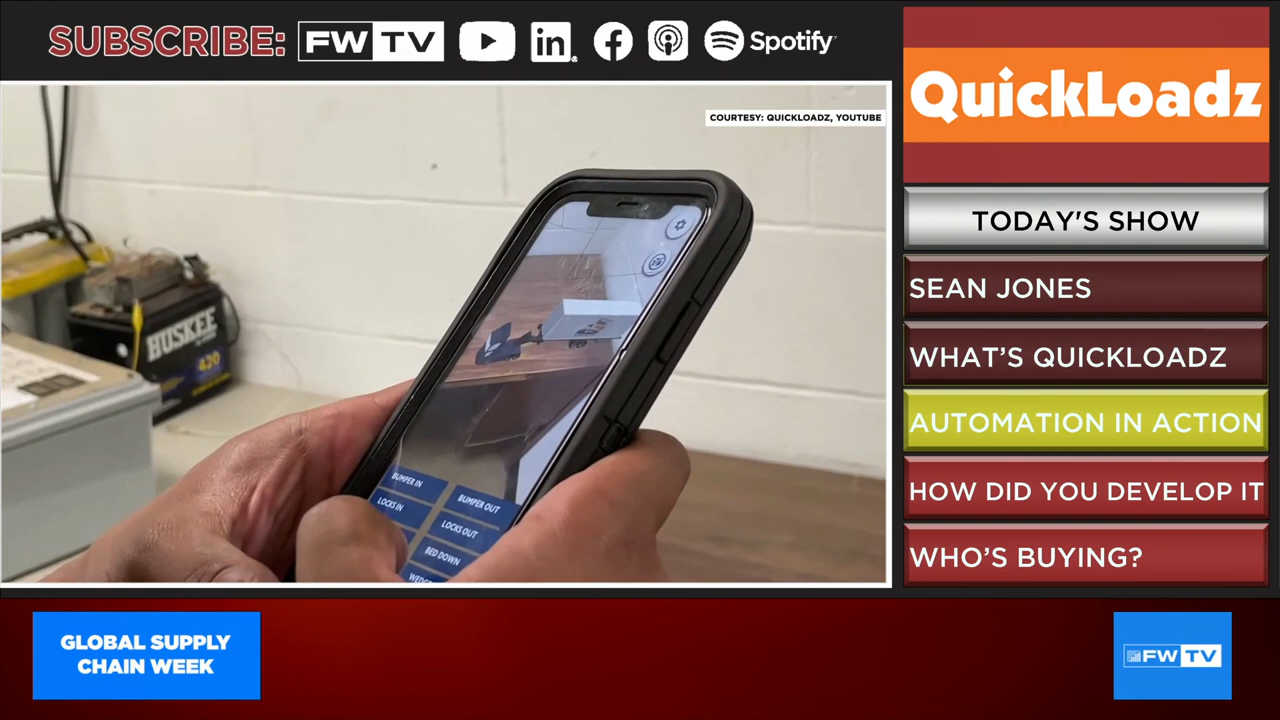 SUBSCRIBE: FW TV in Spotify
QuickLoadz
COURTESY: QUICKLOADZ, YOUTUBE
TODAY'S SHOW
SEAN JONES
WHAT'S QUICKLOADZ
AUTOMATION IN ACTION
HOW DID YOU DEVELOP IT
WHO'S BUYING?
HUSKEE
420
BUMPER IN
BUMPER OUT
LOCKS IN
LOCKS OUT
BED DOWN
GLOBAL SUPPLY
CHAIN WEEK
FW TV